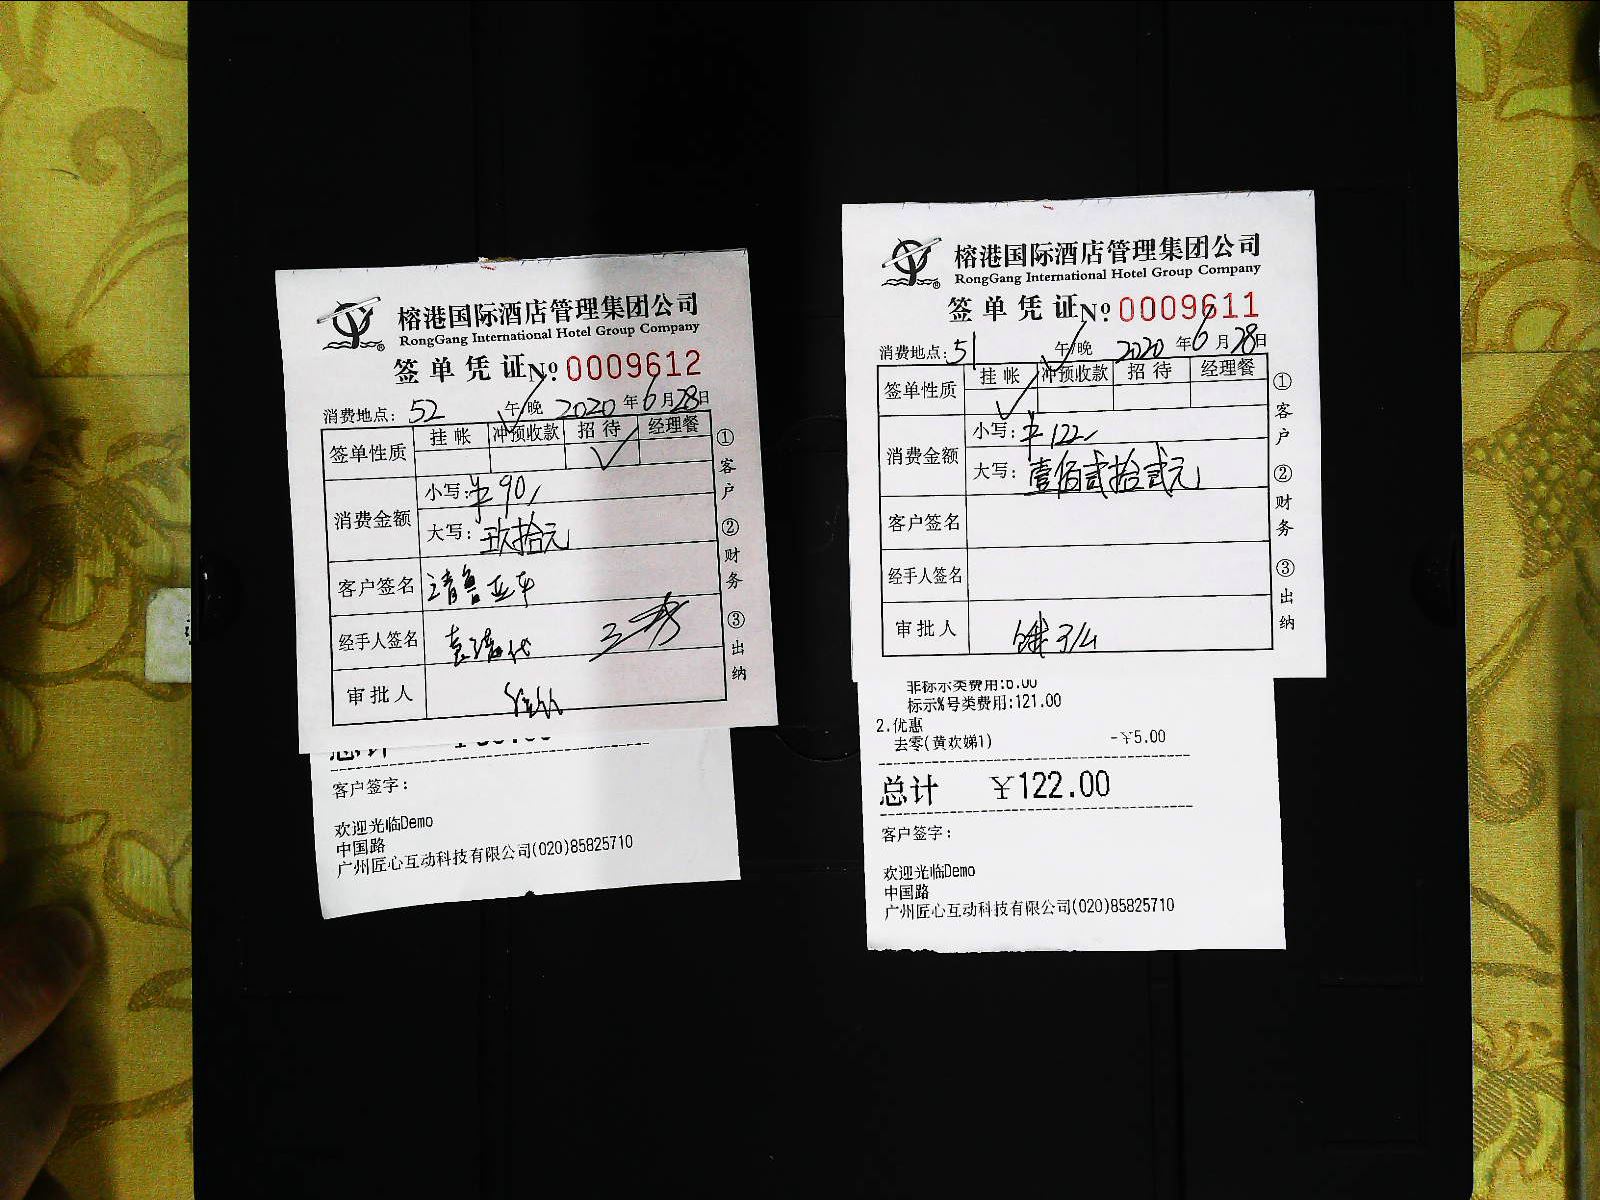 榕港国际酒店管理集团公司
RongGang International Hotel Group Company
签单凭证 № 0009612
消费地点: 52 午/晚 2020 年 6 月 28 日
签单性质 挂帐 冲预收款 招待 经理餐
消费金额
小写: ¥90/
大写: 玖拾元
客户签名
经手人签名
审批人
① 客户 ② 财务 ③ 出纳
总计
客户签字:
欢迎光临Demo
中国路
广州匠心互动科技有限公司(020)85825710
榕港国际酒店管理集团公司
RongGang International Hotel Group Company
签单凭证 № 0009611
消费地点: 51 午/晚 2020 年 6 月 28 日
签单性质 挂帐 冲预收款 招待 经理餐
消费金额
小写: ¥122/
大写: 壹佰贰拾贰元
客户签名
经手人签名
审批人
① 客户 ② 财务 ③ 出纳
非标示类费用:6.00
标示%号类费用:121.00
2.优惠
去零(黄欢娣1) -¥5.00
总计 ¥122.00
客户签字:
欢迎光临Demo
中国路
广州匠心互动科技有限公司(020)85825710